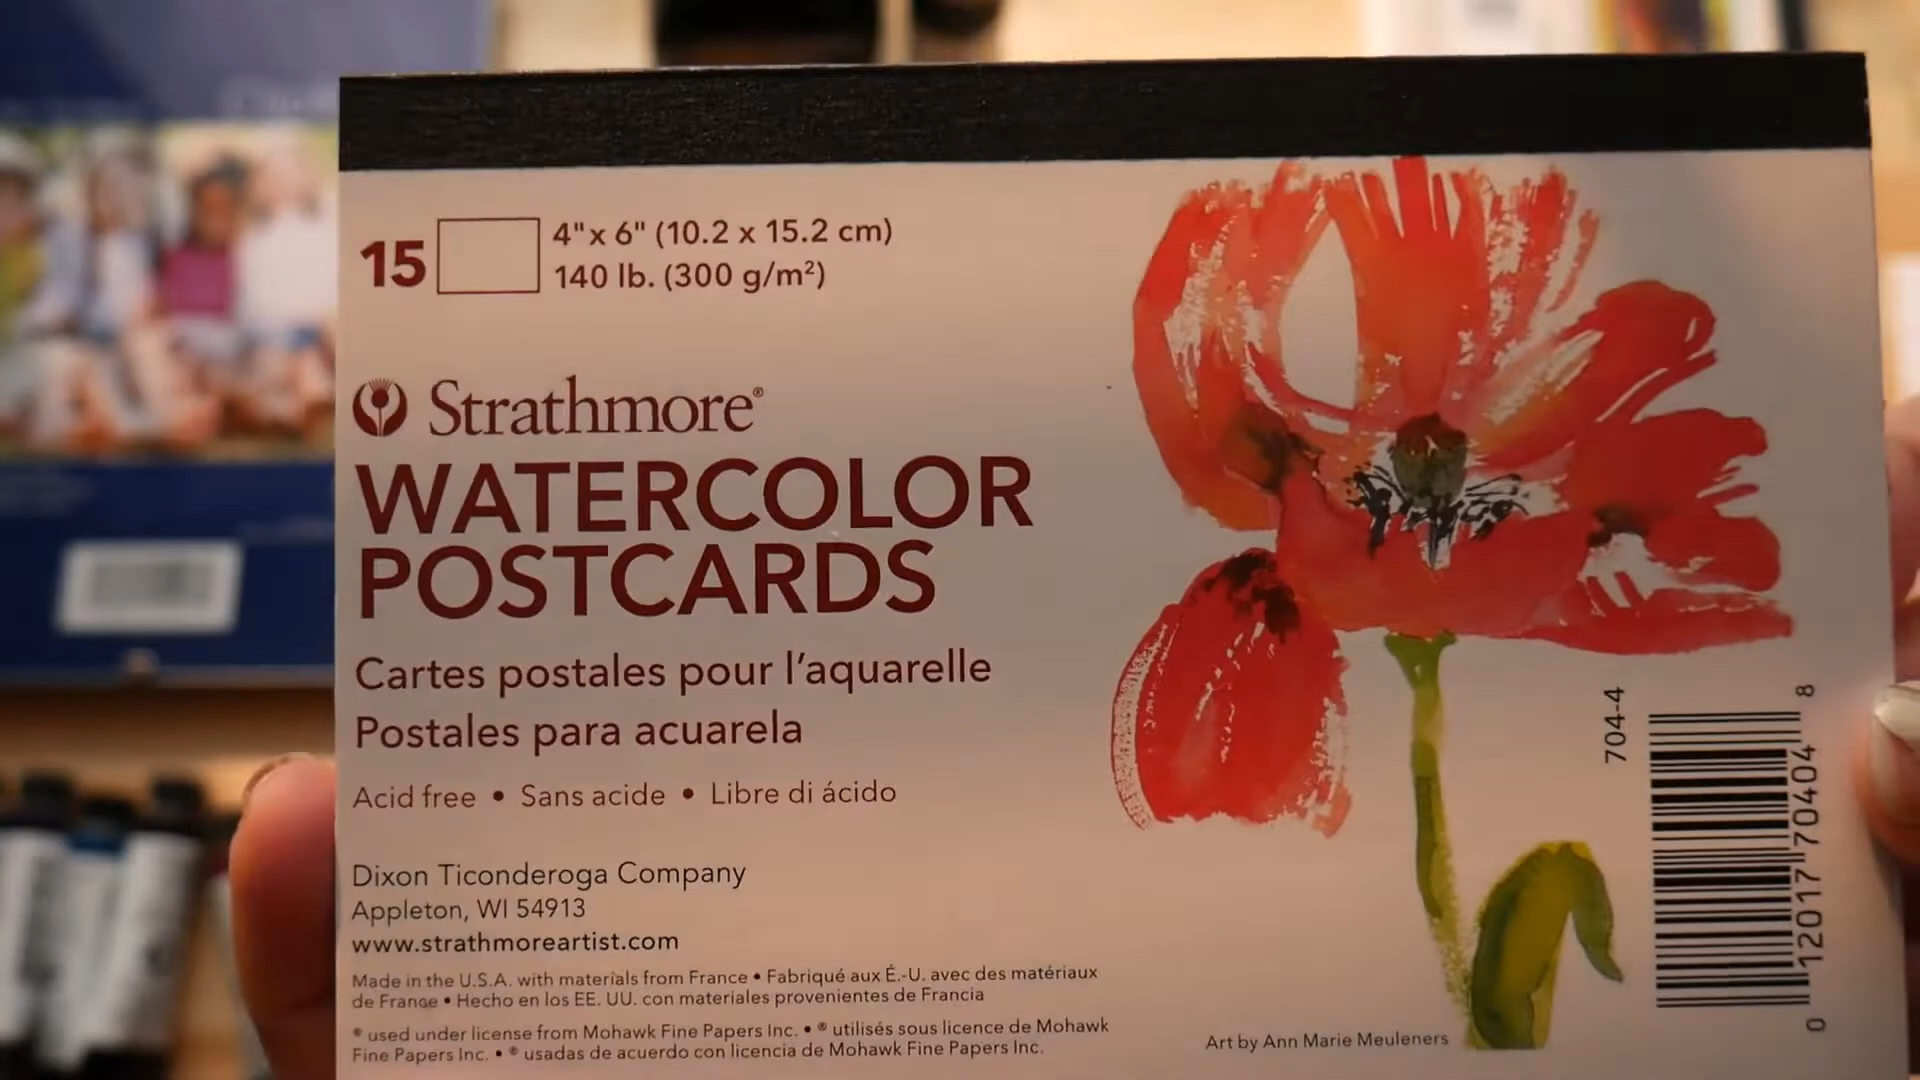 15
4" x 6" (10.2 x 15.2 cm)
140 lb. (300 g/m²)
Strathmore®
WATERCOLOR
POSTCARDS
Cartes postales pour l'aquarelle
Postales para acuarela
Acid free • Sans acide • Libre di ácido
Dixon Ticonderoga Company
Appleton, WI 54913
www.strathmoreartist.com
Made in the U.S.A. with materials from France • Fabriqué aux É.-U. avec des matériaux
de France • Hecho en los EE. UU. con materiales provenientes de Francia
® used under license from Mohawk Fine Papers Inc. • ® utilisés sous licence de Mohawk
Fine Papers Inc. • ® usadas de acuerdo con licencia de Mohawk Fine Papers Inc.
Art by Ann Marie Meuleners
704-4
0 12017 70404 8